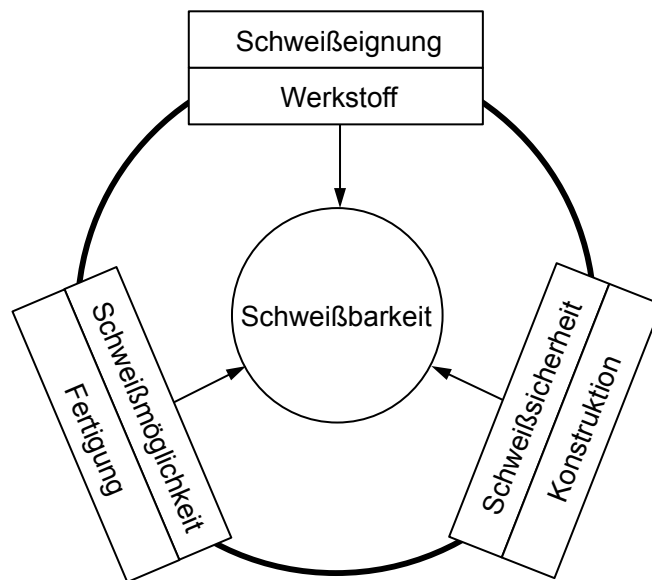 Schweißeignung
Werkstoff
Schweißbarkeit
Schweißmöglichkeit
Fertigung
Schweißsicherheit
Konstruktion